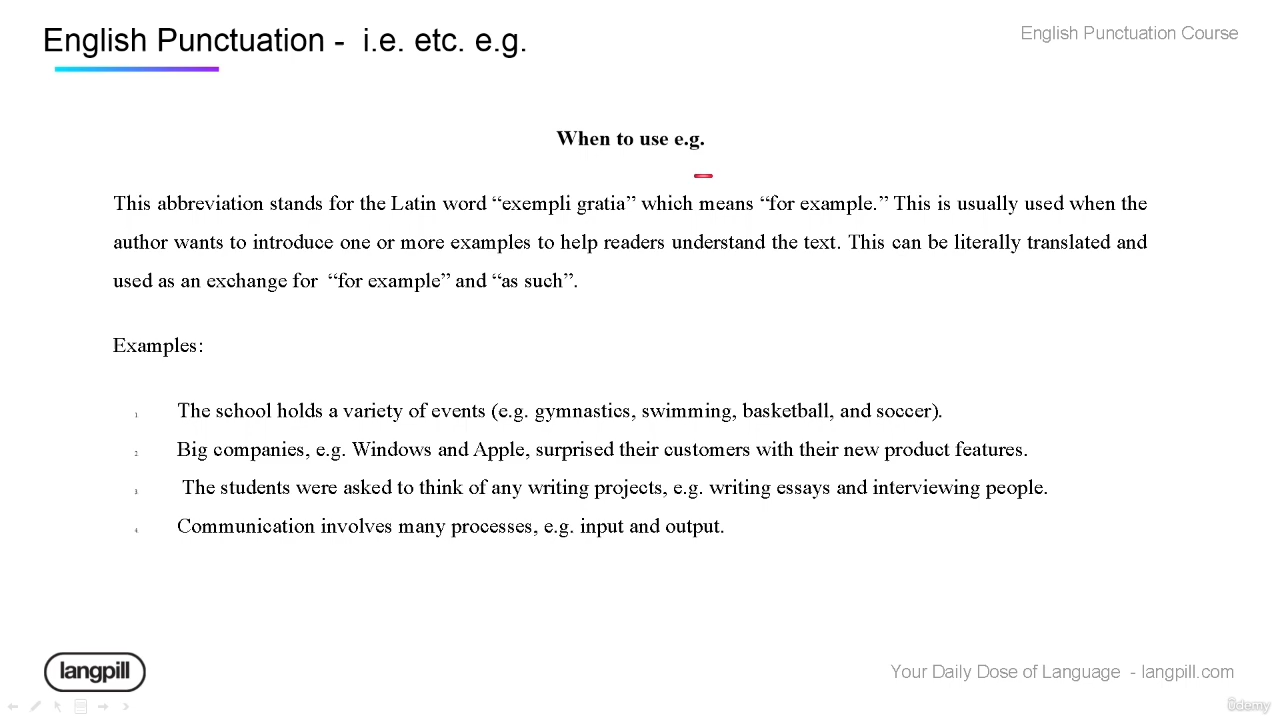 English Punctuation -  i.e. etc. e.g.
English Punctuation Course
When to use e.g.
This abbreviation stands for the Latin word “exempli gratia” which means “for example.” This is usually used when the
author wants to introduce one or more examples to help readers understand the text. This can be literally translated and
used as an exchange for  “for example” and “as such”.
Examples:
1. The school holds a variety of events (e.g. gymnastics, swimming, basketball, and soccer).
2. Big companies, e.g. Windows and Apple, surprised their customers with their new product features.
3. The students were asked to think of any writing projects, e.g. writing essays and interviewing people.
4. Communication involves many processes, e.g. input and output.
langpill
Your Daily Dose of Language  - langpill.com
ûdemy